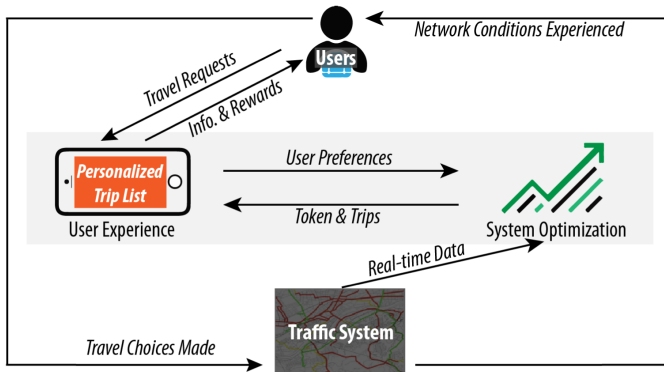 Network Conditions Experienced
Users
Travel Requests
Info. & Rewards
Personalized
Trip List
User Preferences
Token & Trips
User Experience
System Optimization
Real-time Data
Traffic System
Travel Choices Made